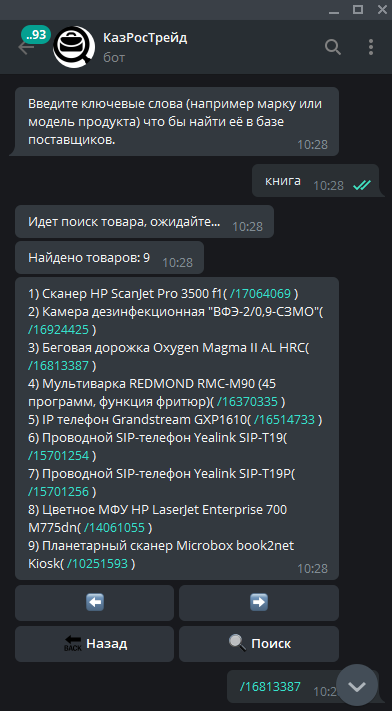 ..93
КазРосТрейд
бот
Введите ключевые слова (например марку или
модель продукта) что бы найти её в базе
поставщиков.
10:28
книга 10:28
Идет поиск товара, ожидайте... 10:28
Найдено товаров: 9 10:28
1) Сканер HP ScanJet Pro 3500 f1( /17064069 )
2) Камера дезинфекционная "ВФЭ-2/0,9-СЗМО"(
/16924425 )
3) Беговая дорожка Oxygen Magma II AL HRC(
/16813387 )
4) Мультиварка REDMOND RMC-M90 (45
программ, функция фритюр)( /16370335 )
5) IP телефон Grandstream GXP1610( /16514733 )
6) Проводной SIP-телефон Yealink SIP-T19(
/15701254 )
7) Проводной SIP-телефон Yealink SIP-T19P(
/15701256 )
8) Цветное МФУ HP LaserJet Enterprise 700
M775dn( /14061055 )
9) Планетарный сканер Microbox book2net
Kiosk( /10251593 )
10:28
BACK Назад
Поиск
/16813387